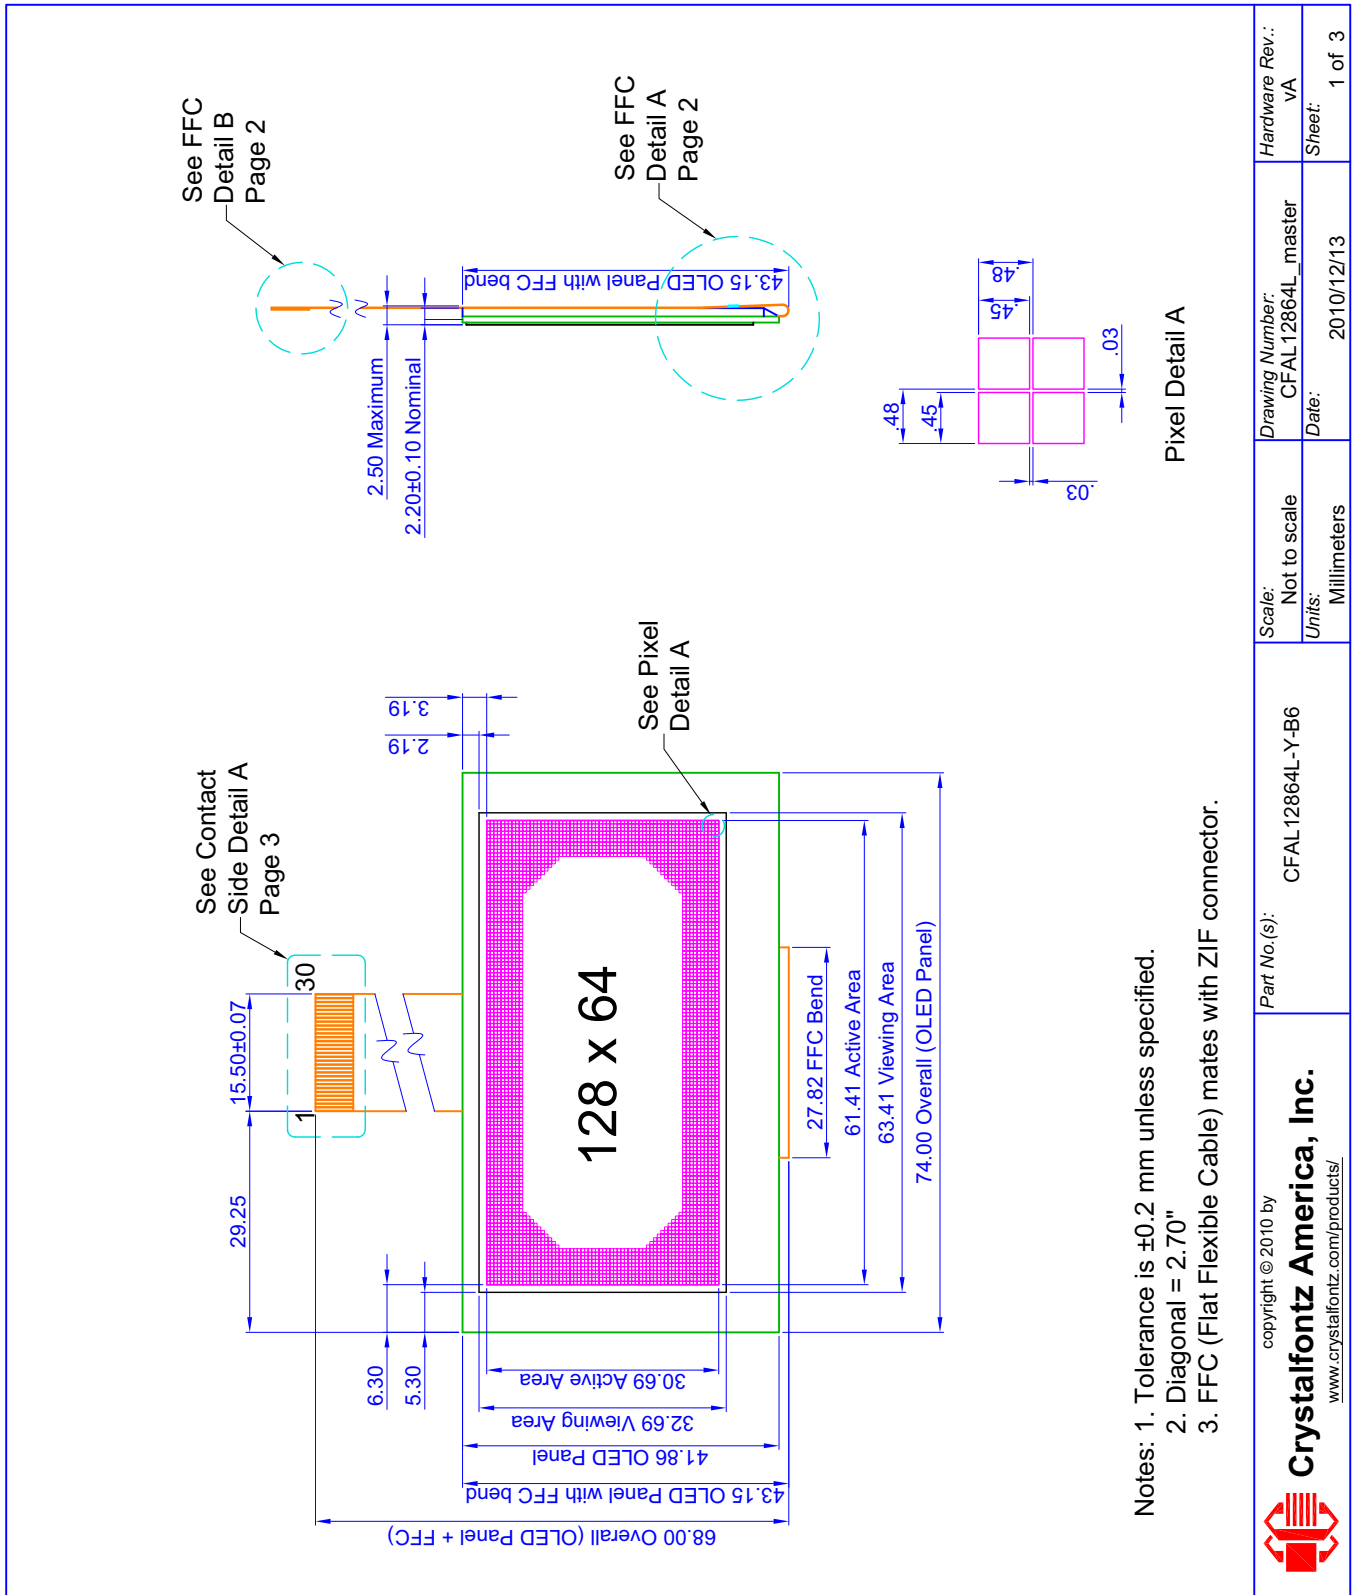 See Contact
Side Detail A
Page 3
See FFC
Detail B
Page 2
29.25
15.50±0.07
1
30
6.30
5.30
2.19
3.19
68.00 Overall (OLED Panel + FFC)
43.15 OLED Panel with FFC bend
41.86 OLED Panel
32.69 Viewing Area
30.69 Active Area
128 x 64
See Pixel
Detail A
27.82 FFC Bend
61.41 Active Area
63.41 Viewing Area
74.00 Overall (OLED Panel)
2.50 Maximum
2.20±0.10 Nominal
43.15 OLED Panel with FFC bend
See FFC
Detail A
Page 2
.48
.45
.03
.45
.48
.03
Pixel Detail A
Notes: 1. Tolerance is ±0.2 mm unless specified.
2. Diagonal = 2.70"
3. FFC (Flat Flexible Cable) mates with ZIF connector.
copyright © 2010 by
Crystalfontz America, Inc.
www.crystalfontz.com/products/
Part No.(s):
CFAL12864L-Y-B6
Scale:
Not to scale
Units:
Millimeters
Drawing Number:
CFAL12864L_master
Date:
2010/12/13
Hardware Rev.:
vA
Sheet:
1 of 3